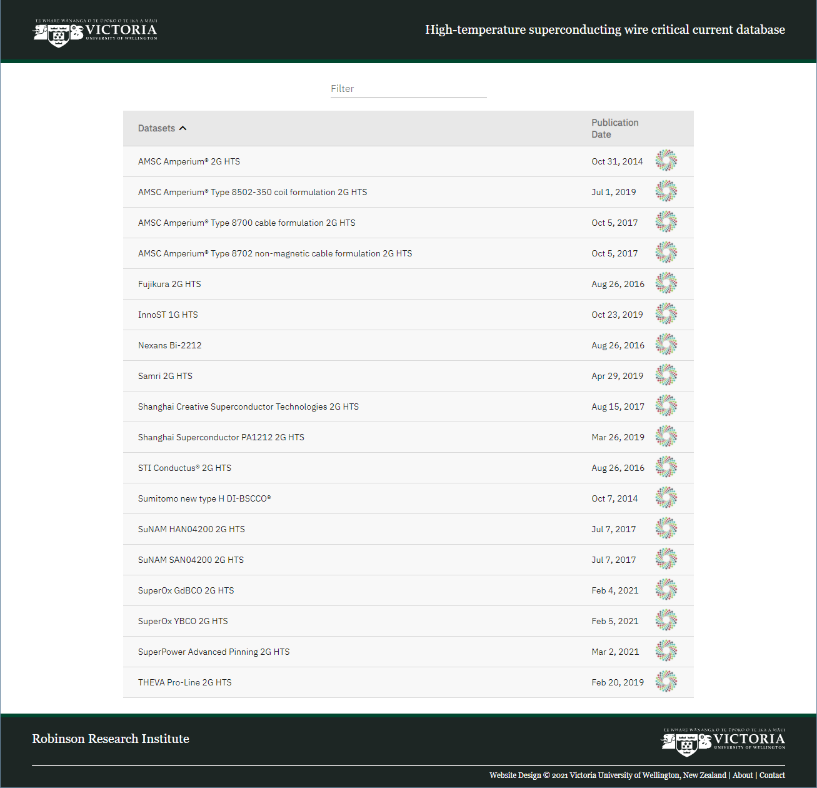 TE WHARE WĀNANGA O TE ŪPOKO O TE IKA A MĀUI
VICTORIA
UNIVERSITY OF WELLINGTON
High-temperature superconducting wire critical current database
Filter
Datasets
Publication
Date
AMSC Amperium® 2G HTS Oct 31, 2014
AMSC Amperium® Type 8502-350 coil formulation 2G HTS Jul 1, 2019
AMSC Amperium® Type 8700 cable formulation 2G HTS Oct 5, 2017
AMSC Amperium® Type 8702 non-magnetic cable formulation 2G HTS Oct 5, 2017
Fujikura 2G HTS Aug 26, 2016
InnoST 1G HTS Oct 23, 2019
Nexans Bi-2212 Aug 26, 2016
Samri 2G HTS Apr 29, 2019
Shanghai Creative Superconductor Technologies 2G HTS Aug 15, 2017
Shanghai Superconductor PA1212 2G HTS Mar 26, 2019
STI Conductus® 2G HTS Aug 26, 2016
Sumitomo new type H DI-BSCCO® Oct 7, 2014
SuNAM HAN04200 2G HTS Jul 7, 2017
SuNAM SAN04200 2G HTS Jul 7, 2017
SuperOx GdBCO 2G HTS Feb 4, 2021
SuperOx YBCO 2G HTS Feb 5, 2021
SuperPower Advanced Pinning 2G HTS Mar 2, 2021
THEVA Pro-Line 2G HTS Feb 20, 2019
Robinson Research Institute
TE WHARE WĀNANGA O TE ŪPOKO O TE IKA A MĀUI
VICTORIA
UNIVERSITY OF WELLINGTON
Website Design © 2021 Victoria University of Wellington, New Zealand | About | Contact